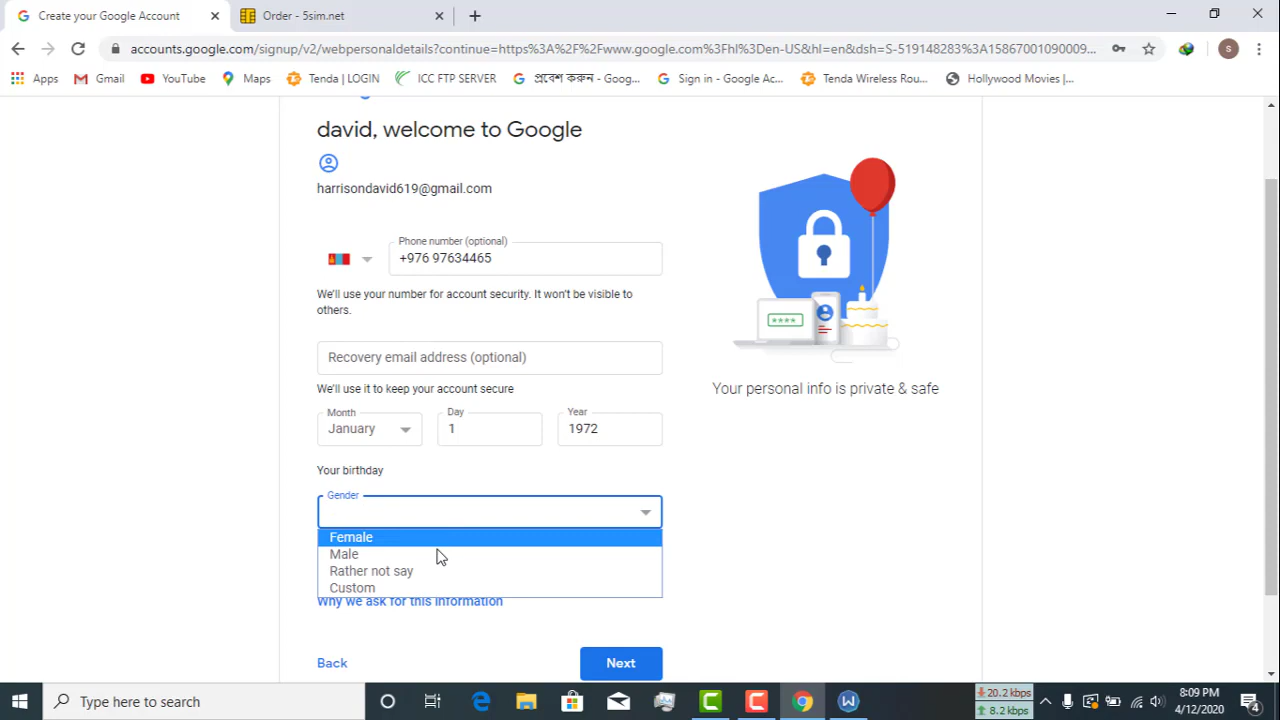 Create your Google Account
Order - 5sim.net
accounts.google.com/signup/v2/webpersonaldetails?continue=https%3A%2F%2Fwww.google.com%3Fhl%3Den-US&hl=en&dsh=S-519148283%3A15867001090009...
S
Apps
Gmail
YouTube
Maps
Tenda | LOGIN
ICC FTP SERVER
প্রবেশ করুন - Goog...
Sign in - Google Ac...
Tenda Wireless Rou...
Hollywood Movies |...
david, welcome to Google
harrisondavid619@gmail.com
Phone number (optional)
+976 97634465
We'll use your number for account security. It won't be visible to
others.
Recovery email address (optional)
We'll use it to keep your account secure
Month
January
Day
1
Year
1972
Your birthday
Gender
Female
Male
Rather not say
Custom
Why we ask for this information
Back
Next
****
Your personal info is private & safe
Type here to search
20.2 kbps
8.2 kbps
8:09 PM
4/12/2020
4